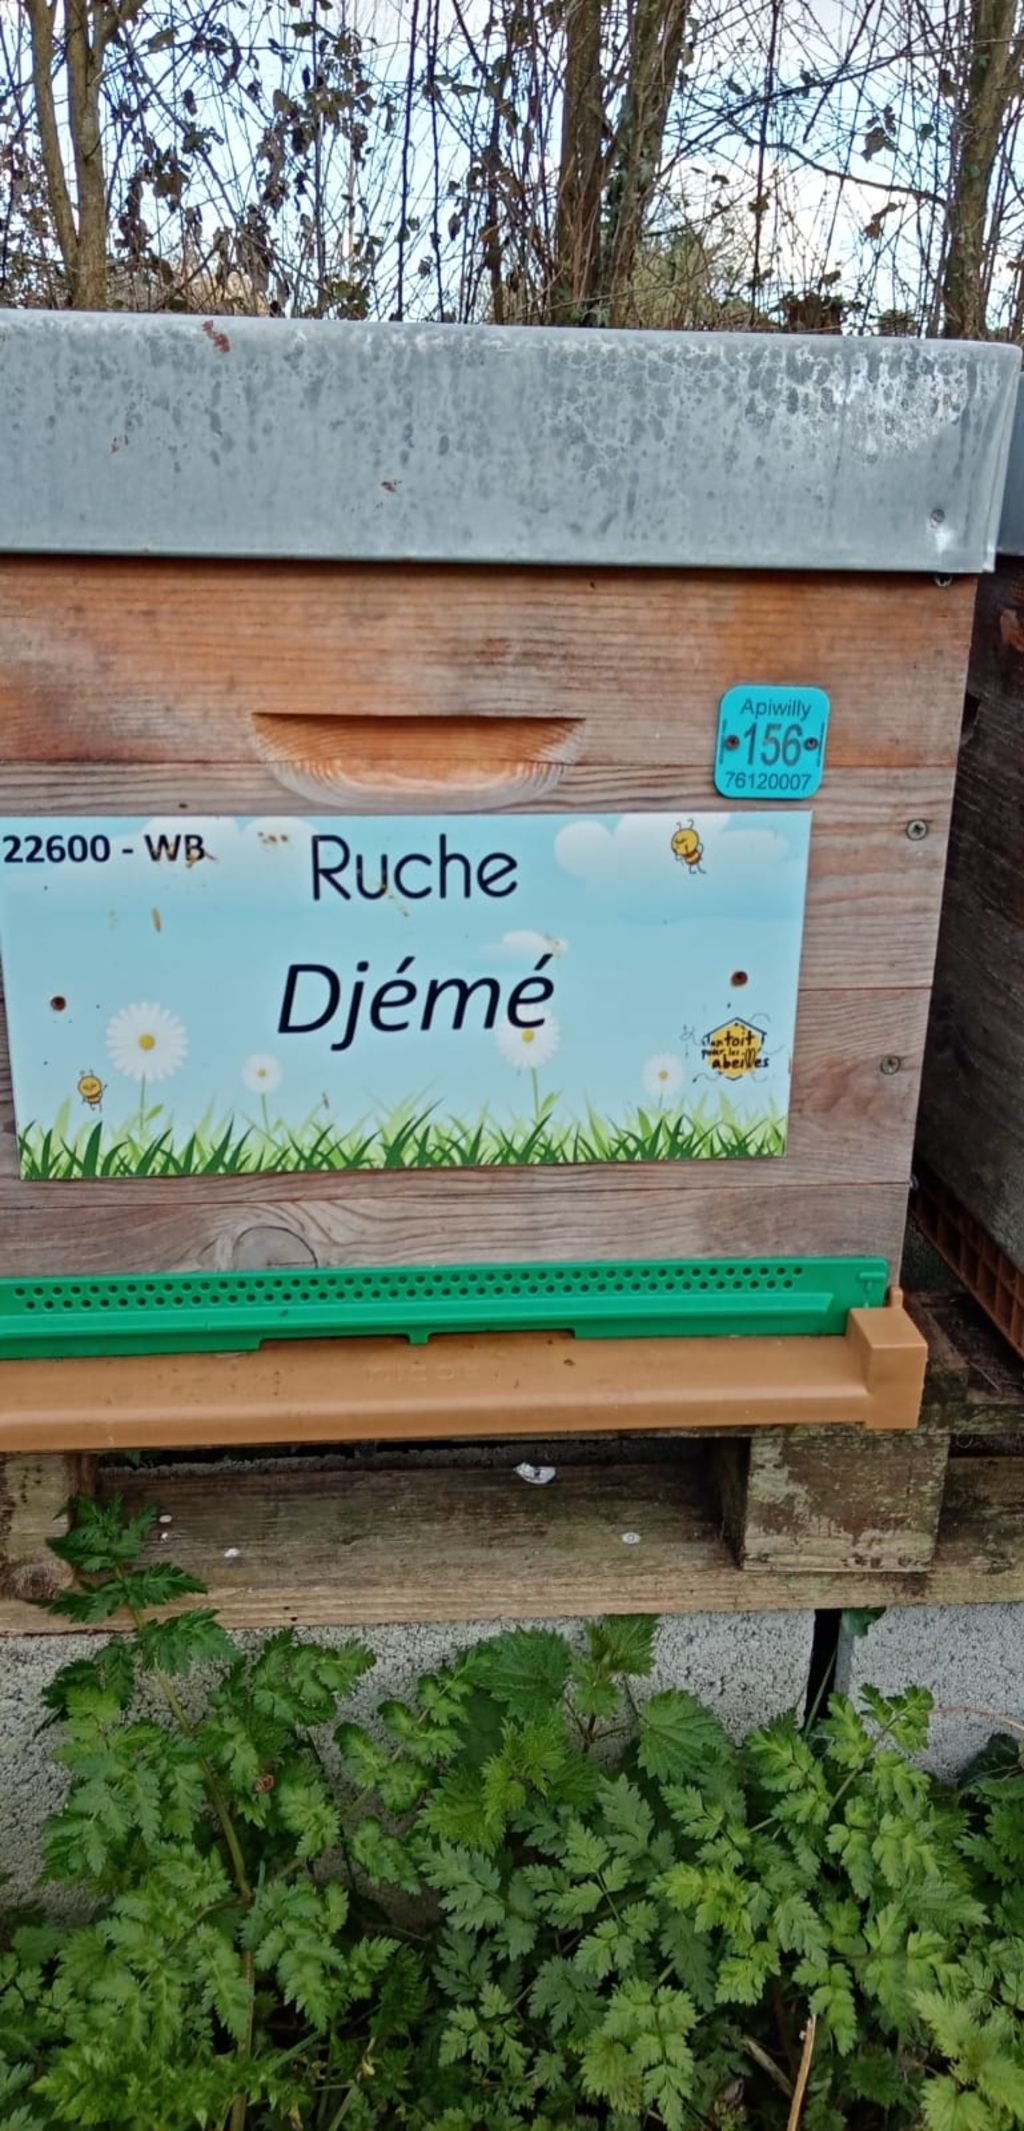 Apiwilly
156
76120007
22600 - WB
Ruche
Djémé
un toit
pour les
abeilles